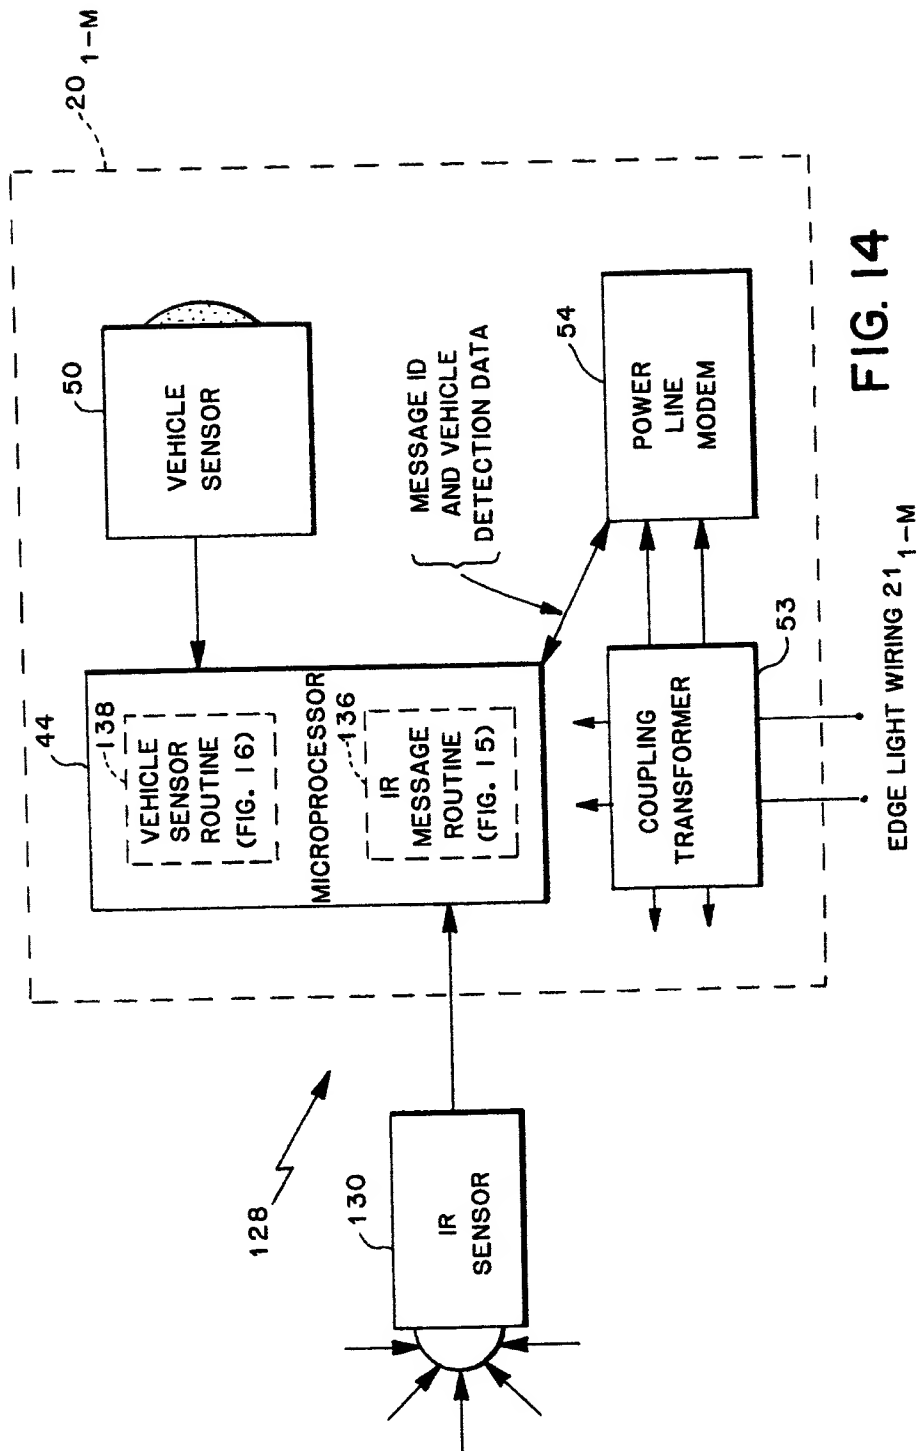 20 1-M
50
VEHICLE
SENSOR
44
138
VEHICLE
SENSOR
ROUTINE
(FIG. 16)
MICROPROCESSOR
136
IR
MESSAGE
ROUTINE
(FIG. 15)
MESSAGE ID
AND VEHICLE
DETECTION DATA
54
POWER
LINE
MODEM
COUPLING
TRANSFORMER
53
128
130
IR
SENSOR
EDGE LIGHT WIRING 21 1-M
FIG. 14